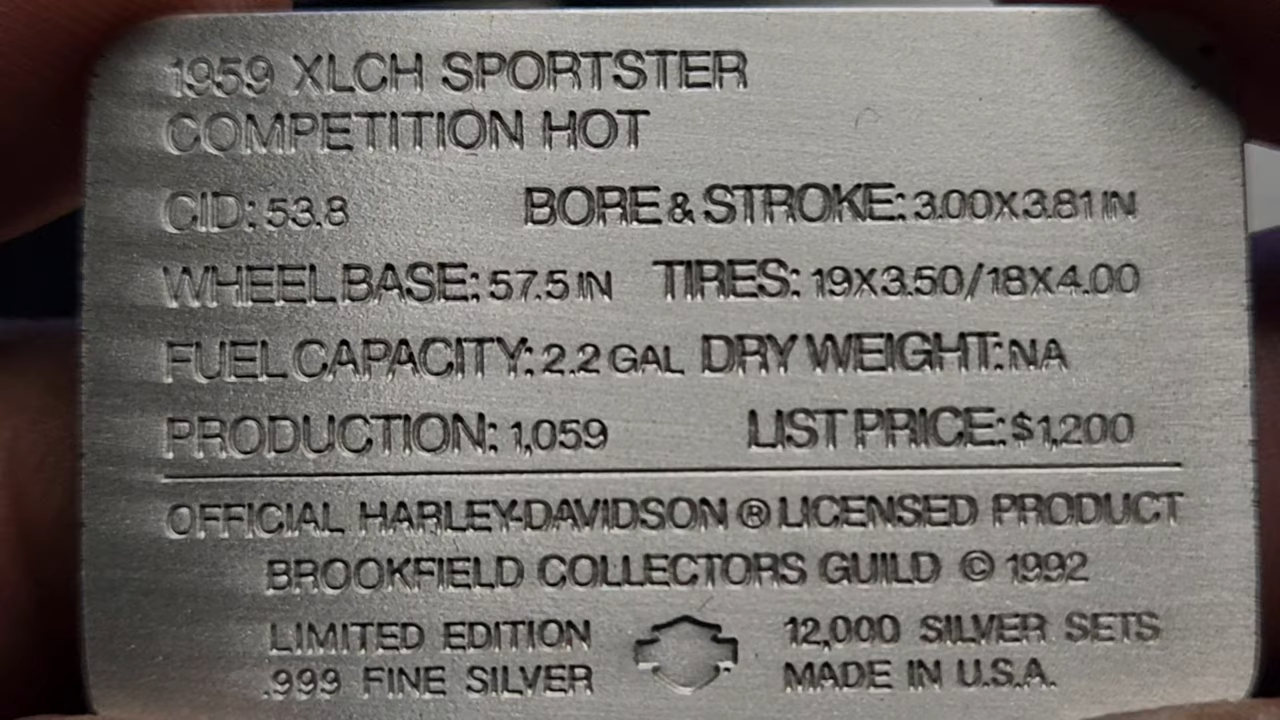 1959 XLCH SPORTSTER
COMPETITION HOT
CID: 53.8 BORE & STROKE: 3.00X3.81 IN
WHEEL BASE: 57.5 IN TIRES: 19X3.50/18X4.00
FUEL CAPACITY: 2.2 GAL DRY WEIGHT: NA
PRODUCTION: 1,059 LIST PRICE: $1,200
OFFICIAL HARLEY-DAVIDSON ® LICENSED PRODUCT
BROOKFIELD COLLECTORS GUILD © 1992
LIMITED EDITION 12,000 SILVER SETS
.999 FINE SILVER MADE IN U.S.A.